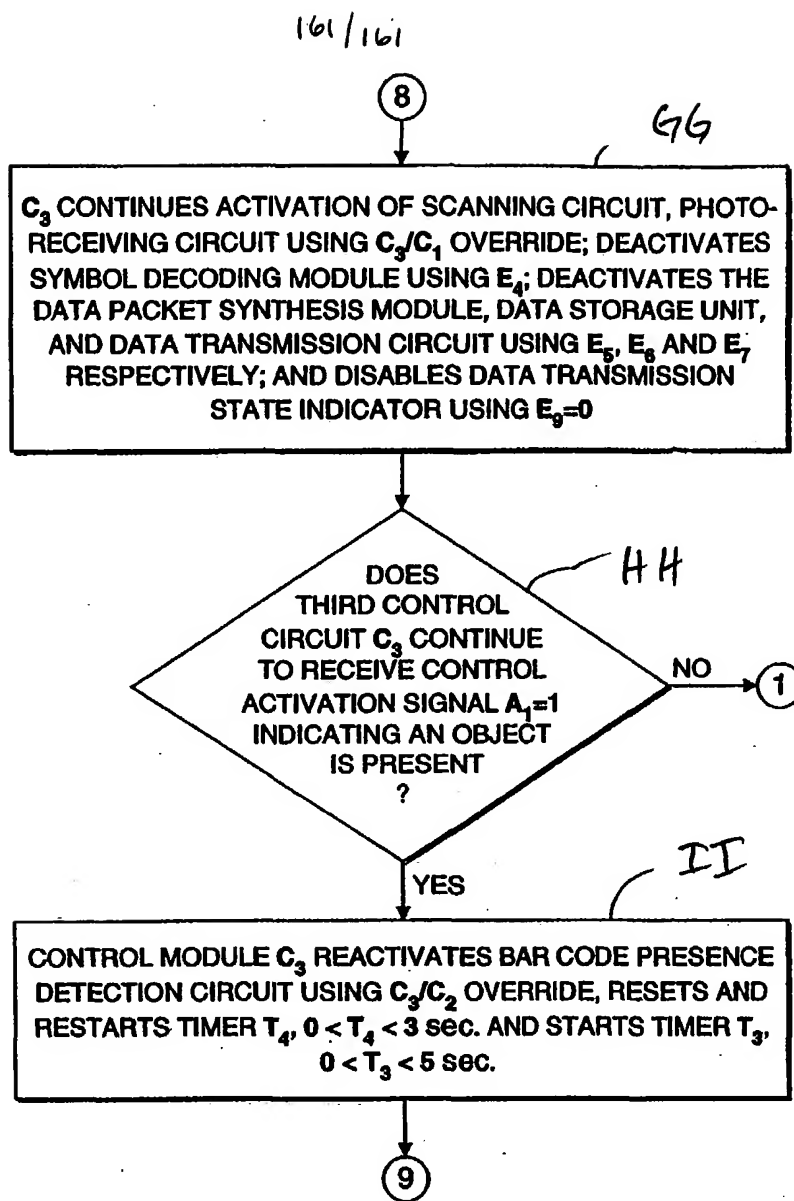 161/161
8
GG
C₃ CONTINUES ACTIVATION OF SCANNING CIRCUIT, PHOTO-
RECEIVING CIRCUIT USING C₃/C₁ OVERRIDE; DEACTIVATES
SYMBOL DECODING MODULE USING E₄; DEACTIVATES THE
DATA PACKET SYNTHESIS MODULE, DATA STORAGE UNIT,
AND DATA TRANSMISSION CIRCUIT USING E₅, E₆ AND E₇
RESPECTIVELY; AND DISABLES DATA TRANSMISSION
STATE INDICATOR USING E₉=0
HH
DOES
THIRD CONTROL
CIRCUIT C₃ CONTINUE
TO RECEIVE CONTROL
ACTIVATION SIGNAL A₁=1
INDICATING AN OBJECT
IS PRESENT
?
NO
1
YES
II
CONTROL MODULE C₃ REACTIVATES BAR CODE PRESENCE
DETECTION CIRCUIT USING C₃/C₂ OVERRIDE, RESETS AND
RESTARTS TIMER T₄, 0 < T₄ < 3 sec. AND STARTS TIMER T₃,
0 < T₃ < 5 sec.
9